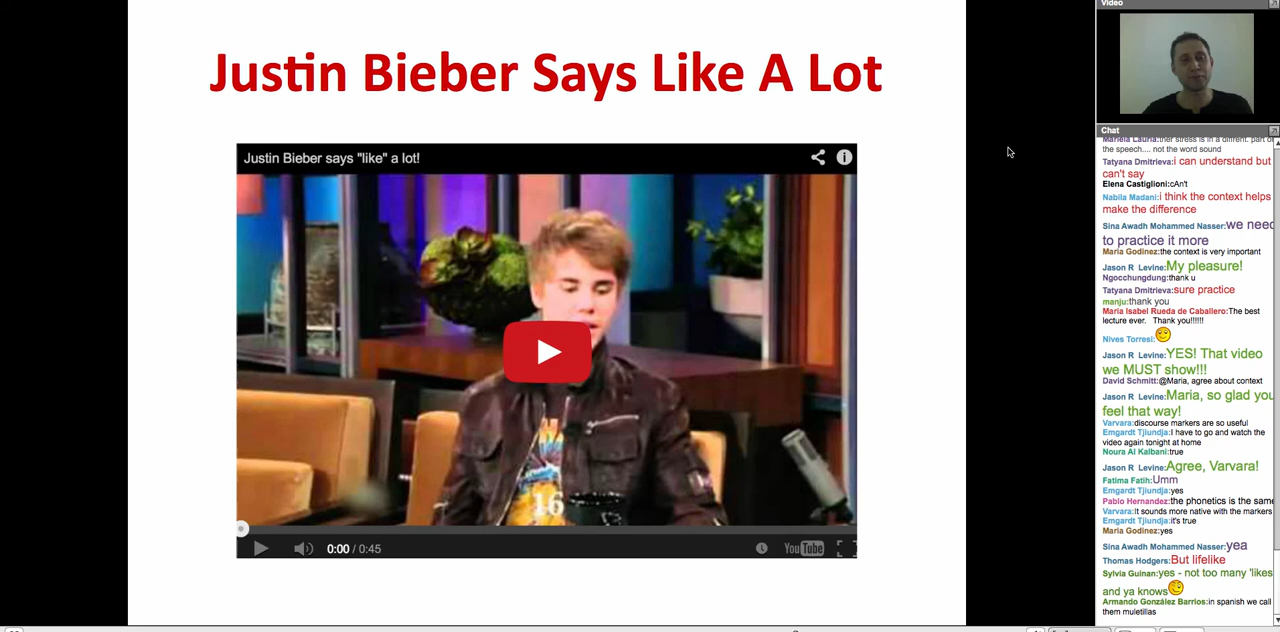 Video
Justin Bieber Says Like A Lot
Justin Bieber says "like" a lot!
16
0:00 / 0:45
YouTube
Chat
Mariela Lauria:ther stress is in a diffrent. part of
the speech.... not the word sound
Tatyana Dmitrieva:i can understand but
can't say
Elena Castiglioni:cAn't
Nabila Madani:i think the context helps
make the difference
Sina Awadh Mohammed Nasser:we need
to practice it more
Maria Godinez:the context is very important
Jason R Levine:My pleasure!
Ngocchungdung:thank u
Tatyana Dmitrieva:sure practice
manju:thank you
Maria Isabel Rueda de Caballero:The best
lecture ever. Thank you!!!!!!
Nives Torresi:
Jason R Levine:YES! That video
we MUST show!!!
David Schmitt:@Maria, agree about context
Jason R Levine:Maria, so glad you
feel that way!
Varvara:discourse markers are so useful
Emgardt Tjiundja:I have to go and watch the
video again tonight at home
Noura Al Kalbani:true
Jason R Levine:Agree, Varvara!
Fatima Fatih:Umm
Emgardt Tjiundja:yes
Pablo Hernandez:the phonetics is the same
Varvara:It sounds more native with the markers
Emgardt Tjiundja:it's true
Maria Godinez:yes
Sina Awadh Mohammed Nasser:yea
Thomas Hodgers:But lifelike
Sylvia Guinan:yes - not too many 'likes
and ya knows
Armando González Barrios:in spanish we call
them muletillas